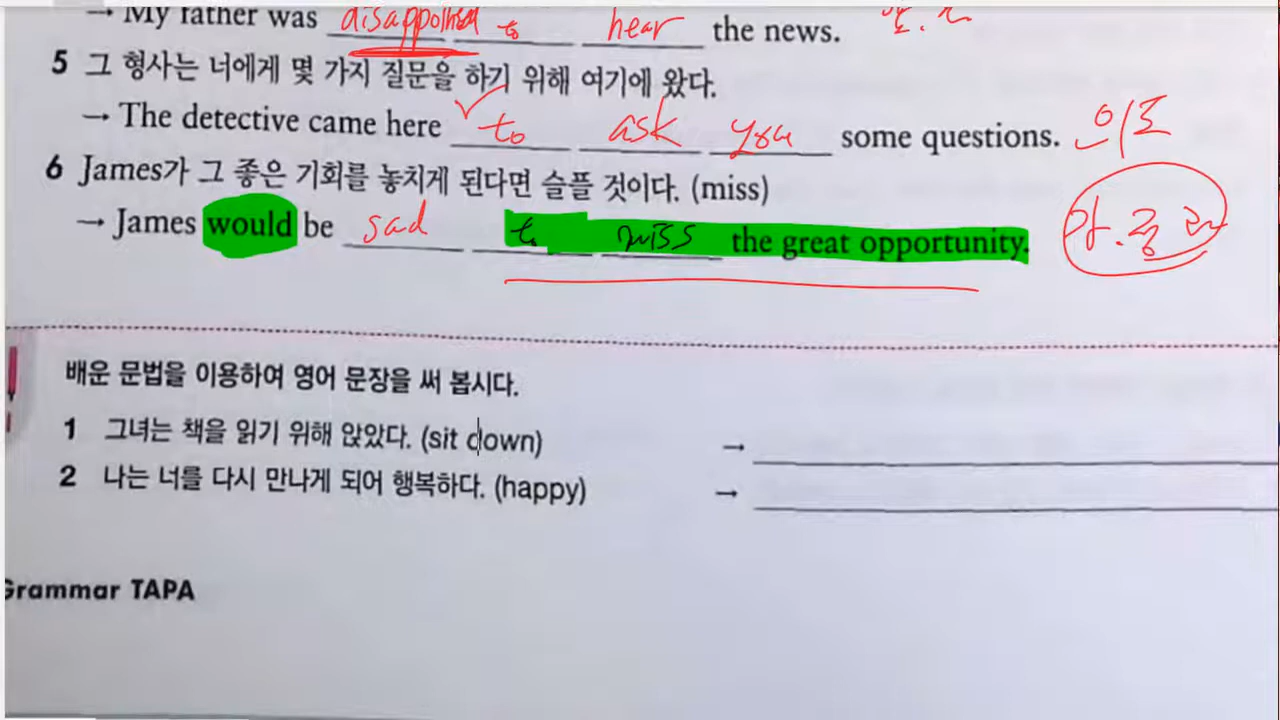 → My father was disappointed to hear the news.
5 그 형사는 너에게 몇 가지 질문을 하기 위해 여기에 왔다.
→ The detective came here to ask you some questions. 의도
6 James가 그 좋은 기회를 놓치게 된다면 슬플 것이다. (miss)
→ James would be sad to miss the great opportunity.
배운 문법을 이용하여 영어 문장을 써 봅시다.
1 그녀는 책을 읽기 위해 앉았다. (sit down) →
2 나는 너를 다시 만나게 되어 행복하다. (happy) →
Grammar TAPA